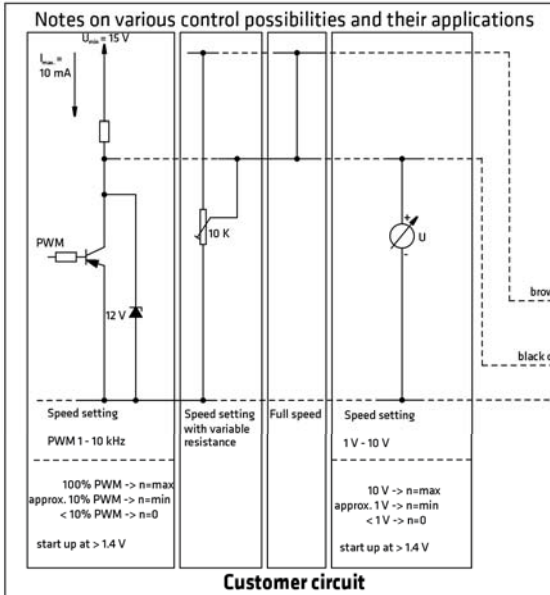 Notes on various control possibilities and their applications
Umin = 15 V
Imax. =
10 mA
PWM
12 V
10 K
+
U
-
brow
black c
Speed setting
PWM 1 - 10 kHz
100% PWM -> n=max
approx. 10% PWM -> n=min
< 10% PWM -> n=0
start up at > 1.4 V
Speed setting
with variable
resistance
Full speed
Speed setting
1 V - 10 V
10 V -> n=max
approx. 1 V -> n=min
< 1 V -> n=0
start up at > 1.4 V
Customer circuit